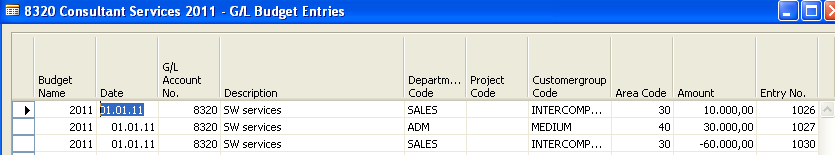 8320 Consultant Services 2011 - G/L Budget Entries
Budget Name Date G/L Account No. Description Departm... Code Project Code Customergroup Code Area Code Amount Entry No.
2011 01.01.11 8320 SW services SALES INTERCOMP... 30 10.000,00 1026
2011 01.01.11 8320 SW services ADM MEDIUM 40 30.000,00 1027
2011 01.01.11 8320 SW services SALES INTERCOMP... 30 -60.000,00 1030